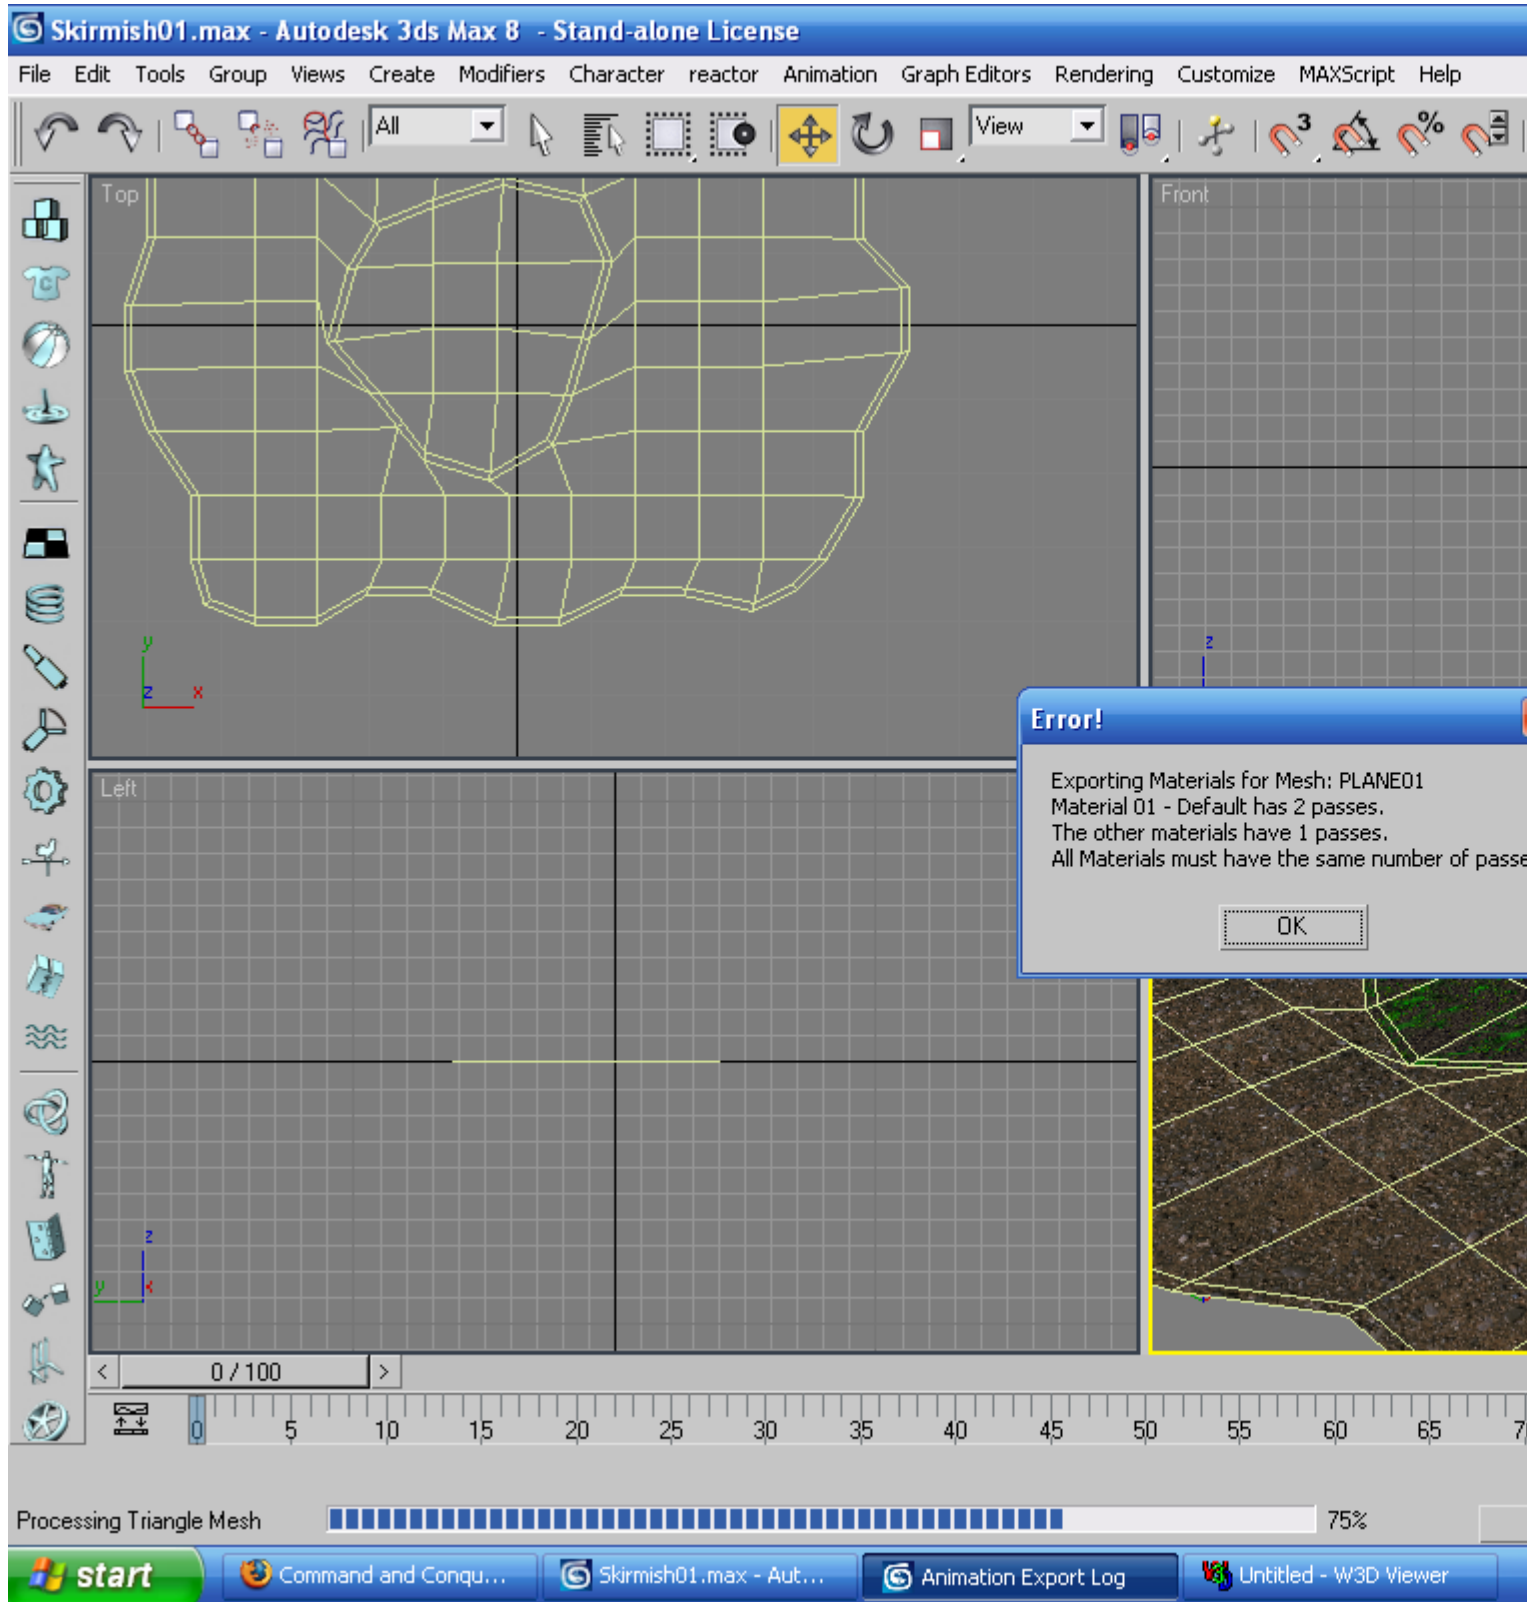 Skirmish01.max - Autodesk 3ds Max 8 - Stand-alone License
File Edit Tools Group Views Create Modifiers Character reactor Animation Graph Editors Rendering Customize MAXScript Help
All View 3 %
C
Top
Front
y
z x
z
Error!
Exporting Materials for Mesh: PLANE01
Material 01 - Default has 2 passes.
The other materials have 1 passes.
All Materials must have the same number of passe
OK
Left
z
y x
< 0 / 100 >
0 5 10 15 20 25 30 35 40 45 50 55 60 65 7
Processing Triangle Mesh 75%
start Command and Conqu... Skirmish01.max - Aut... Animation Export Log Untitled - W3D Viewer